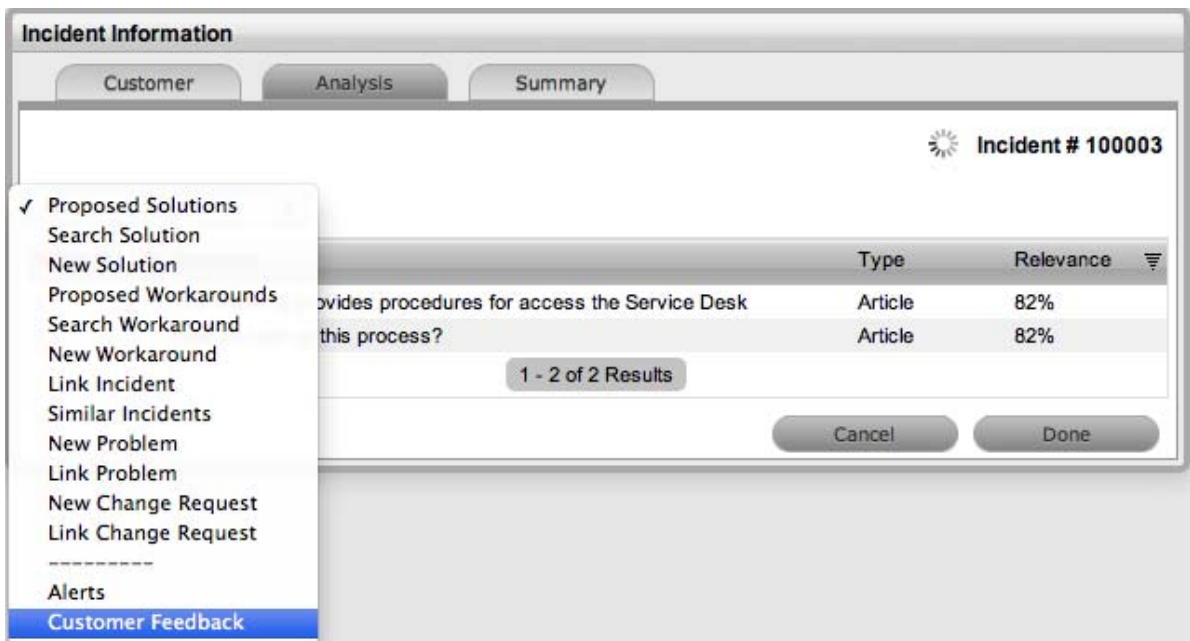 Incident Information
Customer Analysis Summary
Incident # 100003
✓ Proposed Solutions
Search Solution
New Solution
Proposed Workarounds
Search Workaround
New Workaround
Link Incident
Similar Incidents
New Problem
Link Problem
New Change Request
Link Change Request
---------
Alerts
Customer Feedback
Type Relevance
provides procedures for access the Service Desk Article 82%
this process? Article 82%
1 - 2 of 2 Results
Cancel Done